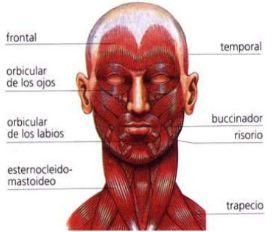 frontal
temporal
orbicular
de los ojos
orbicular
de los labios
buccinador
risorio
esternocleido-
mastoideo
trapecio